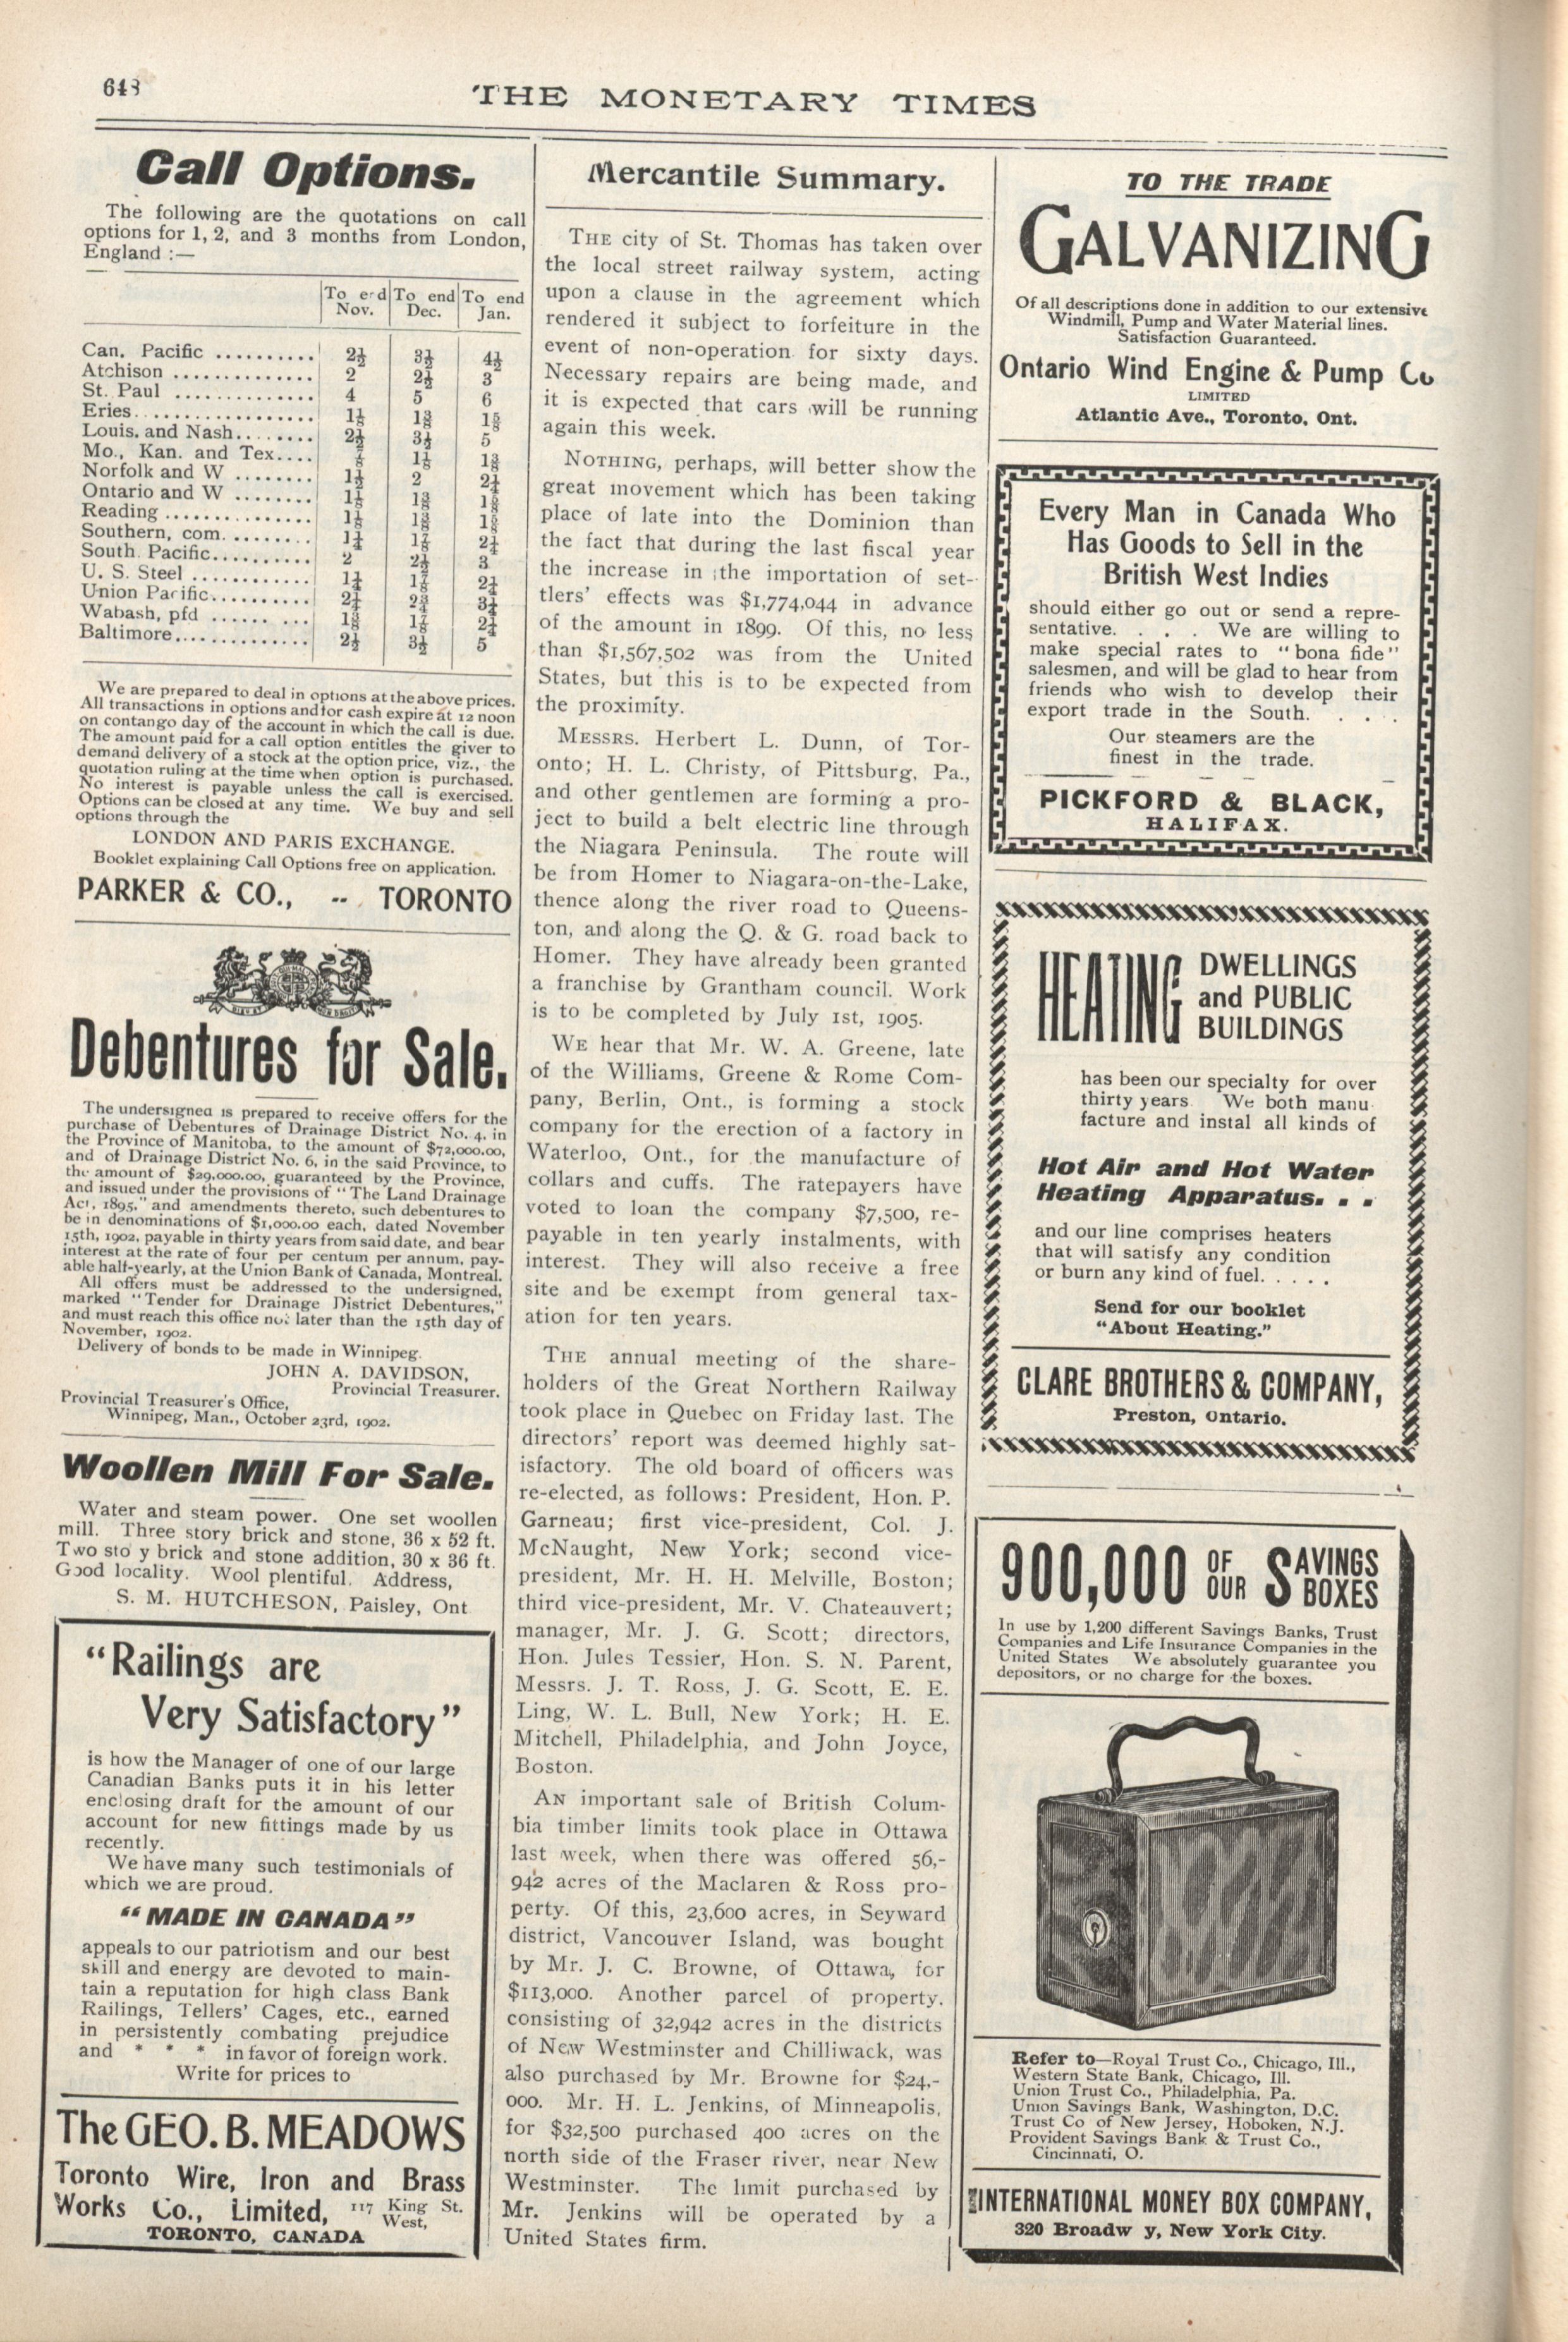 648
THE MONETARY TIMES
Call Options.
The following are the quotations on call
options for 1, 2, and 3 months from London,
England :—
To end Nov. To end Dec. To end Jan.
Can. Pacific .......... 2½ 3½ 4½
Atchison .............. 2 2½ 3
St. Paul .............. 4 5 6
Eries.................. 1⅛ 1⅜ 1⅝
Louis. and Nash........ 2½ 3½ 5
Mo., Kan. and Tex.... ⅞ 1⅛ 1⅜
Norfolk and W ........ 1½ 2 2¼
Ontario and W ........ 1⅛ 1⅜ 1⅝
Reading ............... 1⅛ 1⅜ 1⅝
Southern, com. ........ 1¼ 1⅞ 2¼
South. Pacific.......... 2 2½ 3
U. S. Steel ............ 1¼ 1⅞ 2¼
Union Pacific.......... 2¼ 2¾ 3¼
Wabash, pfd ...... ... 1⅜ 1⅞ 2¼
Baltimore.............. 2½ 3½ 5
We are prepared to deal in options at the above prices.
All transactions in options and for cash expire at 12 noon
on contango day of the account in which the call is due.
The amount paid for a call option entitles the giver to
demand delivery of a stock at the option price, viz., the
quotation ruling at the time when option is purchased.
No interest is payable unless the call is exercised.
Options can be closed at any time. We buy and sell
options through the
LONDON AND PARIS EXCHANGE.
Booklet explaining Call Options free on application.
PARKER & CO., -- TORONTO
Debentures for Sale.
The undersigned is prepared to receive offers for the
purchase of Debentures of Drainage District No. 4, in
the Province of Manitoba, to the amount of $72,000.00,
and of Drainage District No. 6, in the said Province, to
the amount of $29,000.00, guaranteed by the Province,
and issued under the provisions of "The Land Drainage
Act, 1895," and amendments thereto, such debentures to
be in denominations of $1,000.00 each, dated November
15th, 1902, payable in thirty years from said date, and bear
interest at the rate of four per centum per annum, pay-
able half-yearly, at the Union Bank of Canada, Montreal.
All offers must be addressed to the undersigned,
marked "Tender for Drainage District Debentures,"
and must reach this office not later than the 15th day of
November, 1902.
Delivery of bonds to be made in Winnipeg.
JOHN A. DAVIDSON,
Provincial Treasurer.
Provincial Treasurer's Office,
Winnipeg, Man., October 23rd, 1902.
Woollen Mill For Sale.
Water and steam power. One set woollen
mill. Three story brick and stone, 36 x 52 ft.
Two sto y brick and stone addition, 30 x 36 ft.
Good locality. Wool plentiful. Address,
S. M. HUTCHESON, Paisley, Ont
"Railings are
Very Satisfactory"
is how the Manager of one of our large
Canadian Banks puts it in his letter
enclosing draft for the amount of our
account for new fittings made by us
recently.
We have many such testimonials of
which we are proud.
"MADE IN CANADA"
appeals to our patriotism and our best
skill and energy are devoted to main-
tain a reputation for high class Bank
Railings, Tellers' Cages, etc., earned
in persistently combating prejudice
and * * * in favor of foreign work.
Write for prices to
The GEO. B. MEADOWS
Toronto Wire, Iron and Brass
Works Co., Limited, 117 King St. West,
TORONTO, CANADA
Mercantile Summary.
THE city of St. Thomas has taken over
the local street railway system, acting
upon a clause in the agreement which
rendered it subject to forfeiture in the
event of non-operation for sixty days.
Necessary repairs are being made, and
it is expected that cars will be running
again this week.
NOTHING, perhaps, will better show the
great movement which has been taking
place of late into the Dominion than
the fact that during the last fiscal year
the increase in the importation of set-
tlers' effects was $1,774,044 in advance
of the amount in 1899. Of this, no less
than $1,567,502 was from the United
States, but this is to be expected from
the proximity.
MESSRS. Herbert L. Dunn, of Tor-
onto; H. L. Christy, of Pittsburg, Pa.,
and other gentlemen are forming a pro-
ject to build a belt electric line through
the Niagara Peninsula. The route will
be from Homer to Niagara-on-the-Lake,
thence along the river road to Queens-
ton, and along the Q. & G. road back to
Homer. They have already been granted
a franchise by Grantham council. Work
is to be completed by July 1st, 1905.
WE hear that Mr. W. A. Greene, late
of the Williams, Greene & Rome Com-
pany, Berlin, Ont., is forming a stock
company for the erection of a factory in
Waterloo, Ont., for the manufacture of
collars and cuffs. The ratepayers have
voted to loan the company $7,500, re-
payable in ten yearly instalments, with
interest. They will also receive a free
site and be exempt from general tax-
ation for ten years.
THE annual meeting of the share-
holders of the Great Northern Railway
took place in Quebec on Friday last. The
directors' report was deemed highly sat-
isfactory. The old board of officers was
re-elected, as follows: President, Hon. P.
Garneau; first vice-president, Col. J.
McNaught, New York; second vice-
president, Mr. H. H. Melville, Boston;
third vice-president, Mr. V. Chateauvert;
manager, Mr. J. G. Scott; directors,
Hon. Jules Tessier, Hon. S. N. Parent,
Messrs. J. T. Ross, J. G. Scott, E. E.
Ling, W. L. Bull, New York; H. E.
Mitchell, Philadelphia, and John Joyce,
Boston.
AN important sale of British Colum-
bia timber limits took place in Ottawa
last week, when there was offered 56,-
942 acres of the Maclaren & Ross pro-
perty. Of this, 23,600 acres, in Seyward
district, Vancouver Island, was bought
by Mr. J. C. Browne, of Ottawa, for
$113,000. Another parcel of property,
consisting of 32,942 acres in the districts
of New Westminster and Chilliwack, was
also purchased by Mr. Browne for $24,-
000. Mr. H. L. Jenkins, of Minneapolis,
for $32,500 purchased 400 acres on the
north side of the Fraser river, near New
Westminster. The limit purchased by
Mr. Jenkins will be operated by a
United States firm.
TO THE TRADE
GALVANIZING
Of all descriptions done in addition to our extensive
Windmill, Pump and Water Material lines.
Satisfaction Guaranteed.
Ontario Wind Engine & Pump Co
LIMITED
Atlantic Ave., Toronto, Ont.
Every Man in Canada Who
Has Goods to Sell in the
British West Indies
should either go out or send a repre-
sentative. . . . We are willing to
make special rates to "bona fide"
salesmen, and will be glad to hear from
friends who wish to develop their
export trade in the South. . . .
Our steamers are the
finest in the trade.
PICKFORD & BLACK,
HALIFAX.
HEATING DWELLINGS
and PUBLIC
BUILDINGS
has been our specialty for over
thirty years We both manu-
facture and instal all kinds of
Hot Air and Hot Water
Heating Apparatus. . .
and our line comprises heaters
that will satisfy any condition
or burn any kind of fuel. . . . .
Send for our booklet
"About Heating."
CLARE BROTHERS & COMPANY,
Preston, Ontario.
900,000 OF OUR SAVINGS BOXES
In use by 1,200 different Savings Banks, Trust
Companies and Life Insurance Companies in the
United States We absolutely guarantee you
depositors, or no charge for the boxes.
Refer to—Royal Trust Co., Chicago, Ill.,
Western State Bank, Chicago, Ill.
Union Trust Co., Philadelphia, Pa.
Union Savings Bank, Washington, D.C.
Trust Co of New Jersey, Hoboken, N.J.
Provident Savings Bank & Trust Co.,
Cincinnati, O.
INTERNATIONAL MONEY BOX COMPANY,
320 Broadw y, New York City.